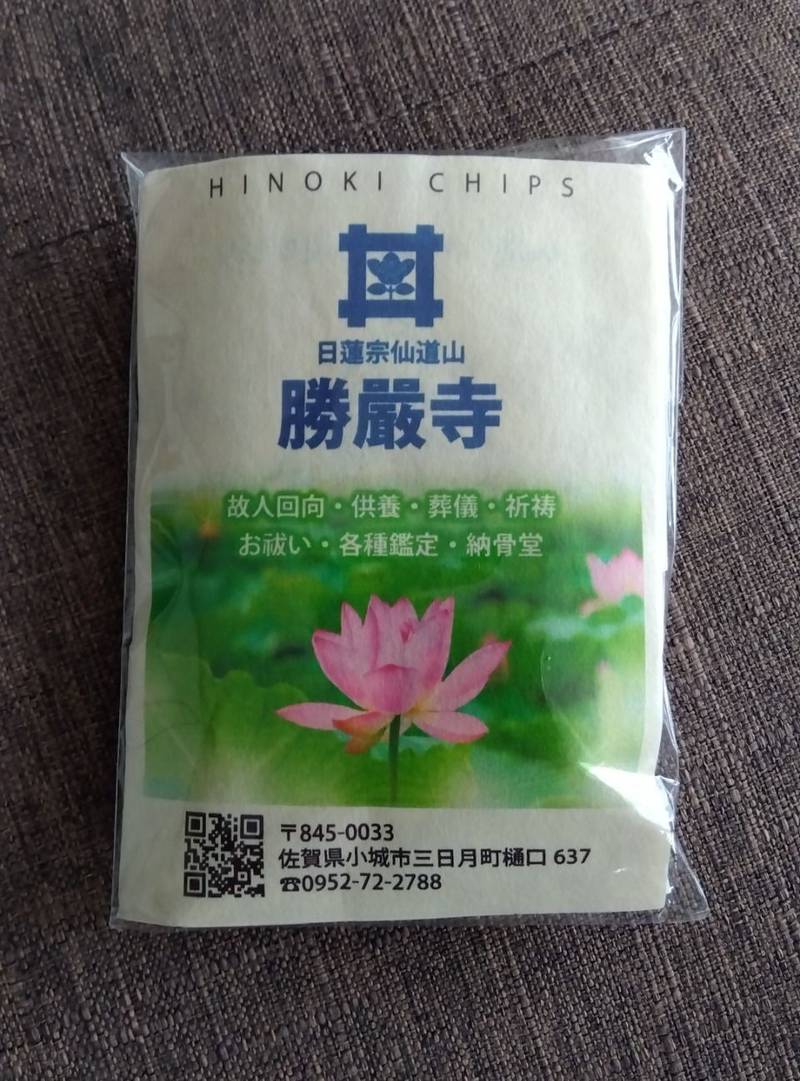 HINOKI CHIPS
日蓮宗仙道山
勝厳寺
故人回向・供養・葬儀・祈祷
お祓い・各種鑑定・納骨堂
〒845-0033
佐賀県小城市三日月町樋口 637
☎0952-72-2788